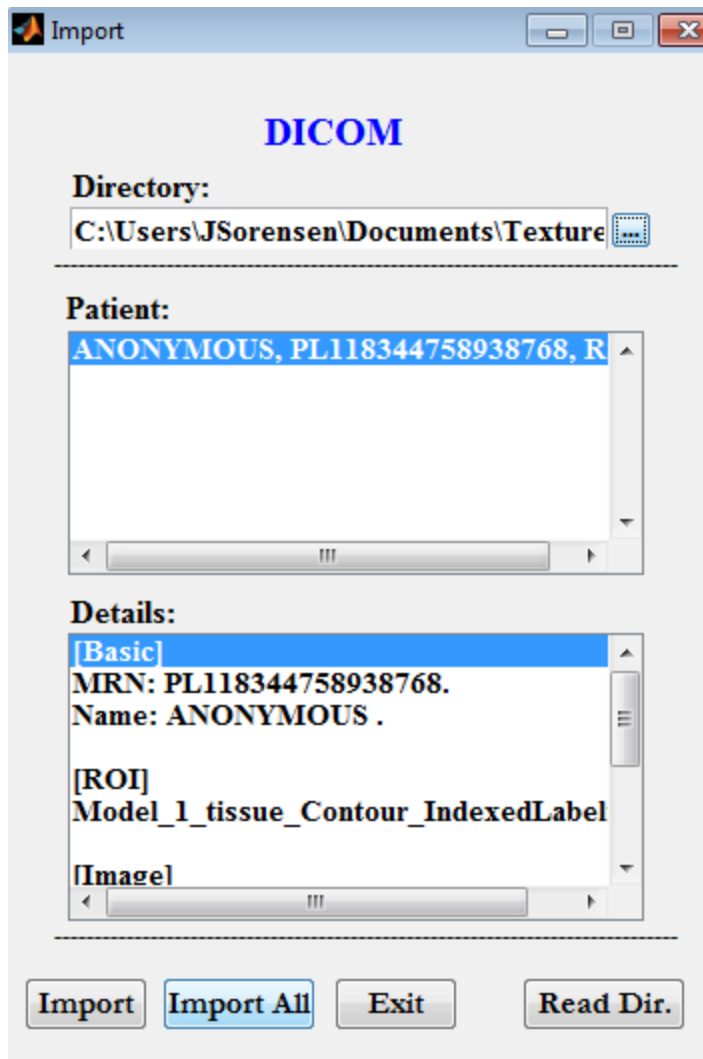 Import
DICOM
Directory:
C:\Users\JSorensen\Documents\Texture
...
Patient:
ANONYMOUS, PL118344758938768, R
Details:
[Basic]
MRN: PL118344758938768.
Name: ANONYMOUS .
[ROI]
Model_1_tissue_Contour_IndexedLabel
[Image]
Import Import All Exit Read Dir.